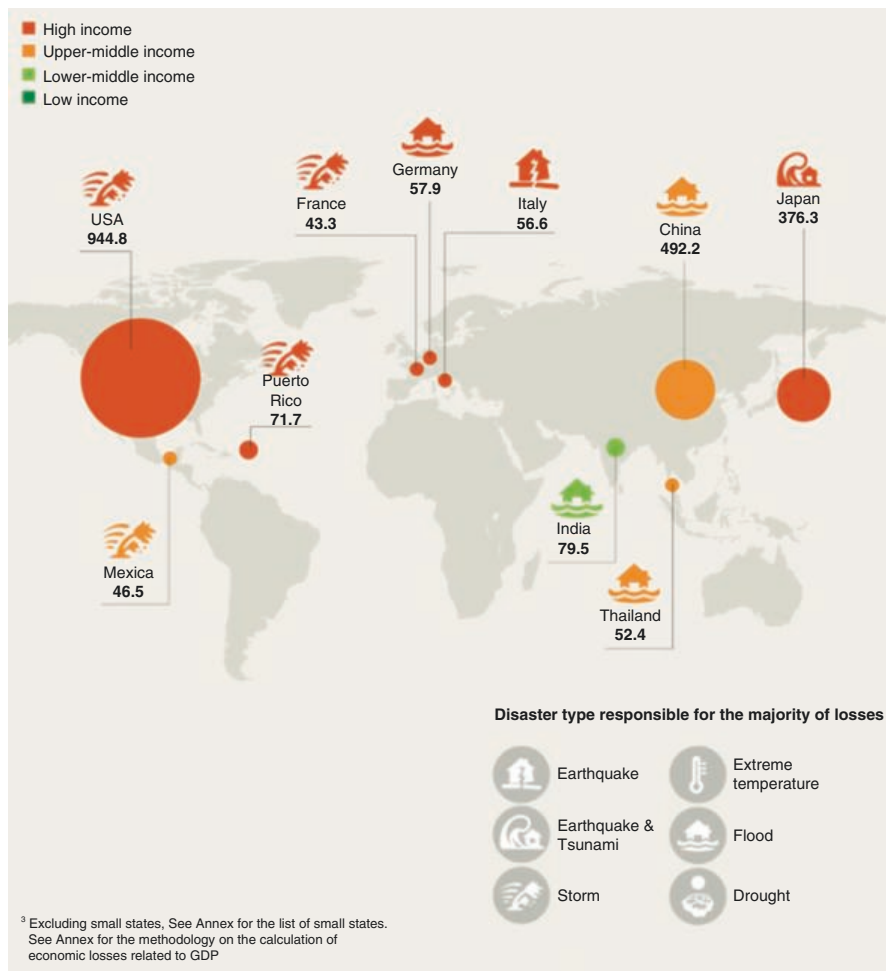 High income
Upper-middle income
Lower-middle income
Low income
USA
944.8
France
43.3
Germany
57.9
Italy
56.6
China
492.2
Japan
376.3
Puerto
Rico
71.7
Mexica
46.5
India
79.5
Thailand
52.4
Disaster type responsible for the majority of losses
Earthquake
Extreme
temperature
Earthquake &
Tsunami
Flood
Storm
Drought
3 Excluding small states, See Annex for the list of small states.
See Annex for the methodology on the calculation of
economic losses related to GDP